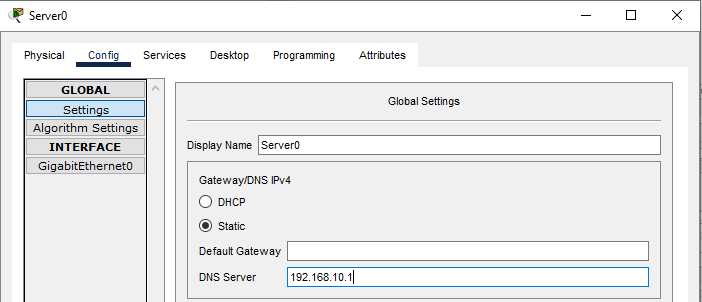 Server0
Physical Config Services Desktop Programming Attributes
GLOBAL
Settings
Algorithm Settings
INTERFACE
GigabitEthernet0
Global Settings
Display Name Server0
Gateway/DNS IPv4
DHCP
Static
Default Gateway
DNS Server 192.168.10.1